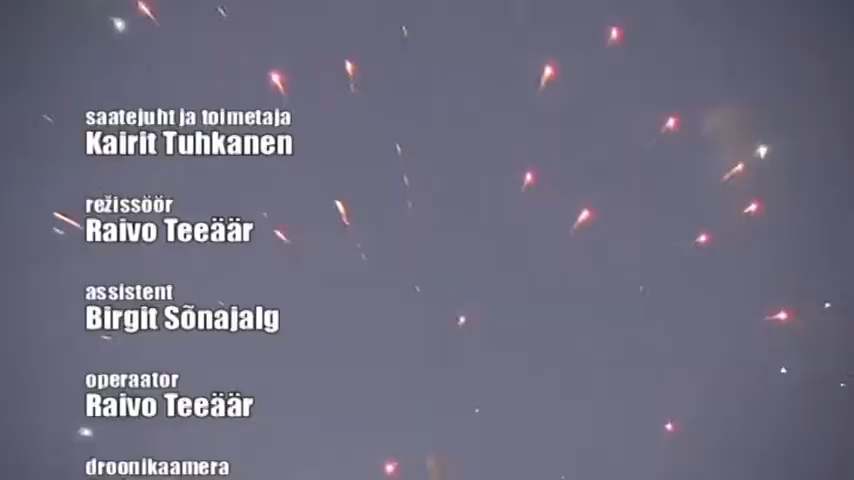 saatejuht ja toimetaja
Kairit Tuhkanen
režissöör
Raivo Teeäär
assistent
Birgit Sõnajalg
operaator
Raivo Teeäär
droonikaamera